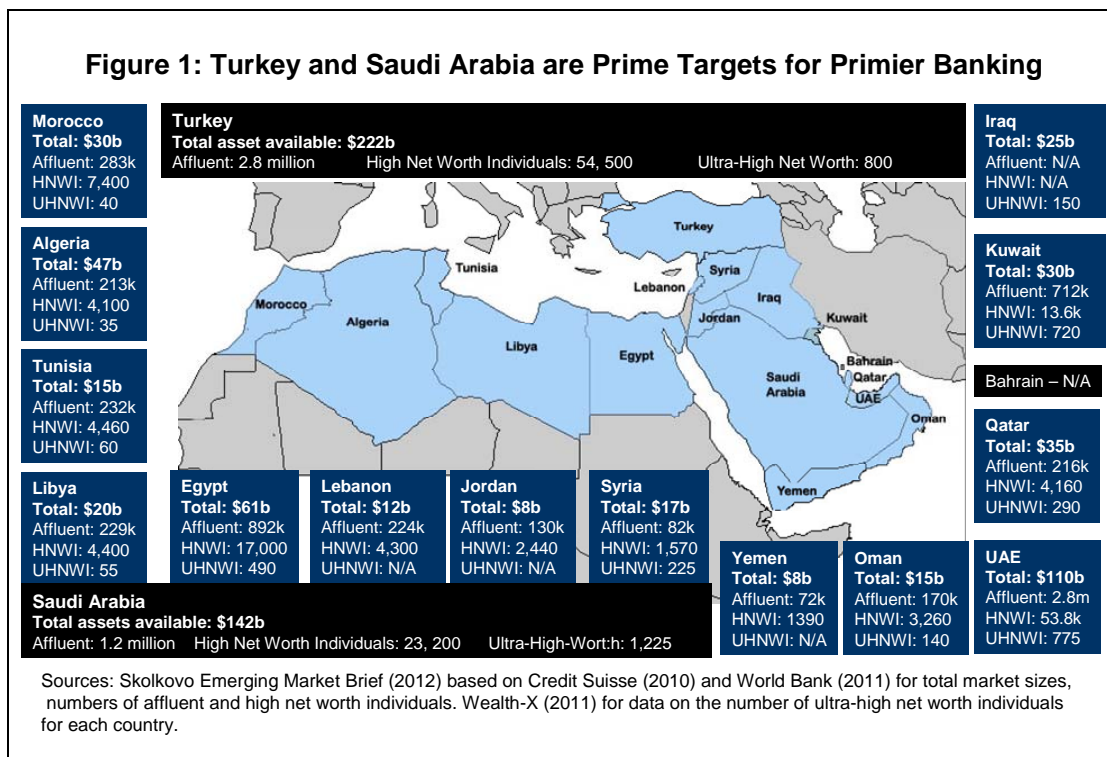 Figure 1: Turkey and Saudi Arabia are Prime Targets for Primier Banking
Morocco
Total: $30b
Affluent: 283k
HNWI: 7,400
UHNWI: 40
Turkey
Total asset available: $222b
Affluent: 2.8 million High Net Worth Individuals: 54, 500 Ultra-High Net Worth: 800
Iraq
Total: $25b
Affluent: N/A
HNWI: N/A
UHNWI: 150
Algeria
Total: $47b
Affluent: 213k
HNWI: 4,100
UHNWI: 35
Kuwait
Total: $30b
Affluent: 712k
HNWI: 13.6k
UHNWI: 720
Tunisia
Total: $15b
Affluent: 232k
HNWI: 4,460
UHNWI: 60
Bahrain – N/A
Qatar
Total: $35b
Affluent: 216k
HNWI: 4,160
UHNWI: 290
Turkey
Tunisia
Syria
Lebanon
Morocco
Iraq
Algeria
Jordan
Kuwait
Libya
Egypt
Bahrain
Qatar
Saudi
Arabia
UAE
Oman
Yemen
Libya
Total: $20b
Affluent: 229k
HNWI: 4,400
UHNWI: 55
Egypt
Total: $61b
Affluent: 892k
HNWI: 17,000
UHNWI: 490
Lebanon
Total: $12b
Affluent: 224k
HNWI: 4,300
UHNWI: N/A
Jordan
Total: $8b
Affluent: 130k
HNWI: 2,440
UHNWI: N/A
Syria
Total: $17b
Affluent: 82k
HNWI: 1,570
UHNWI: 225
Yemen
Total: $8b
Affluent: 72k
HNWI: 1390
UHNWI: N/A
Oman
Total: $15b
Affluent: 170k
HNWI: 3,260
UHNWI: 140
UAE
Total: $110b
Affluent: 2.8m
HNWI: 53.8k
UHNWI: 775
Saudi Arabia
Total assets available: $142b
Affluent: 1.2 million High Net Worth Individuals: 23, 200 Ultra-High-Wort:h: 1,225
Sources: Skolkovo Emerging Market Brief (2012) based on Credit Suisse (2010) and World Bank (2011) for total market sizes,
numbers of affluent and high net worth individuals. Wealth-X (2011) for data on the number of ultra-high net worth individuals
for each country.